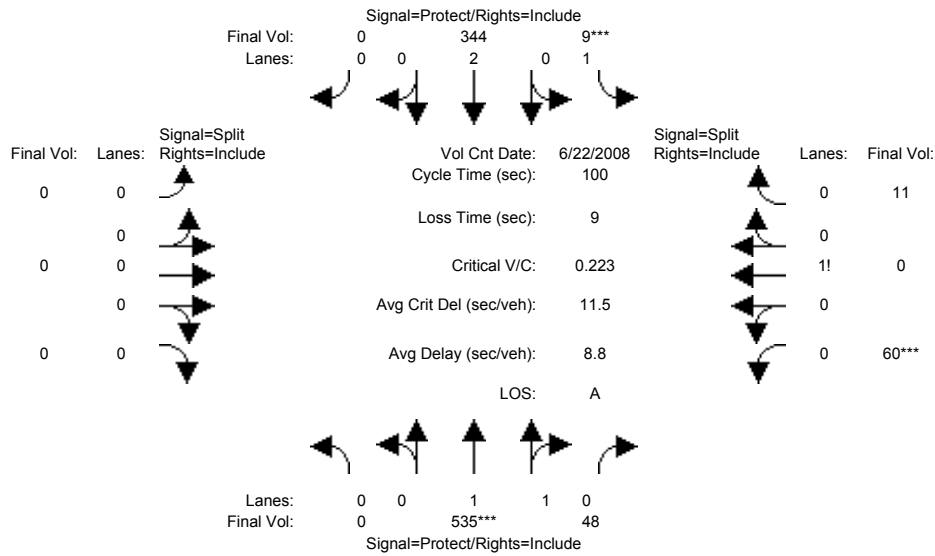 Signal=Protect/Rights=Include
Final Vol: 0 344 9***
Lanes: 0 0 2 0 1
Signal=Split Signal=Split
Final Vol: Lanes: Rights=Include Vol Cnt Date: 6/22/2008 Rights=Include Lanes: Final Vol:
Cycle Time (sec): 100
0 0 0 11
Loss Time (sec): 9
0 0
0 0 Critical V/C: 0.223 1! 0
0 Avg Crit Del (sec/veh): 11.5 0
0 0 Avg Delay (sec/veh): 8.8 0 60***
LOS: A
Lanes: 0 0 1 1 0
Final Vol: 0 535*** 48
Signal=Protect/Rights=Include